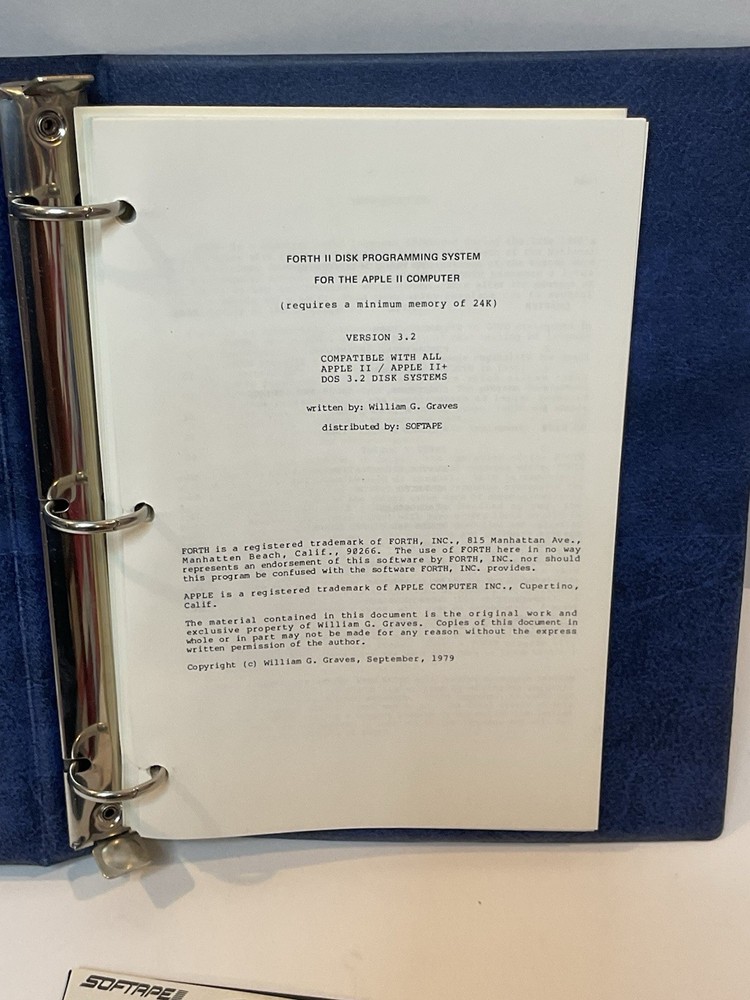 FORTH II DISK PROGRAMMING SYSTEM
FOR THE APPLE II COMPUTER
(requires a minimum memory of 24K)
VERSION 3.2
COMPATIBLE WITH ALL
APPLE II / APPLE II+
DOS 3.2 DISK SYSTEMS
written by: William G. Graves
distributed by: SOFTAPE
FORTH is a registered trademark of FORTH, INC., 815 Manhattan Ave.,
Manhatten Beach, Calif., 90266. The use of FORTH here in no way
represents an endorsement of this software by FORTH, INC. nor should
this program be confused with the software FORTH, INC. provides.
APPLE is a registered trademark of APPLE COMPUTER INC., Cupertino,
Calif.
The material contained in this document is the original work and
exclusive property of William G. Graves. Copies of this document in
whole or in part may not be made for any reason without the express
written permission of the author.
Copyright (c) William G. Graves, September, 1979
SOFTAPE